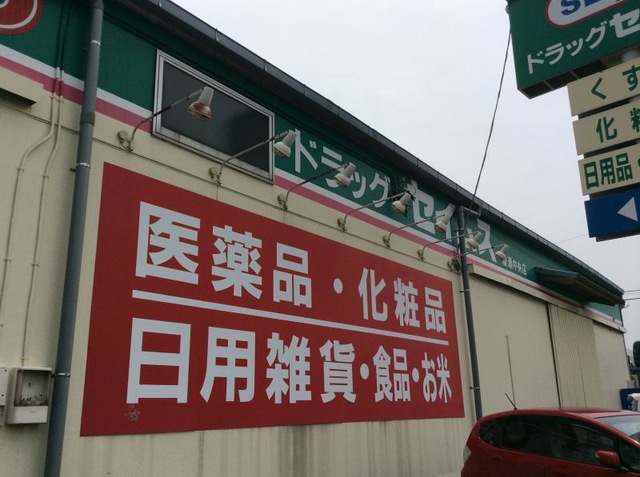 ドラッグセイムス
医薬品・化粧品
日用雑貨・食品・お米
ドラッグセ
くす
化粧
日用品・